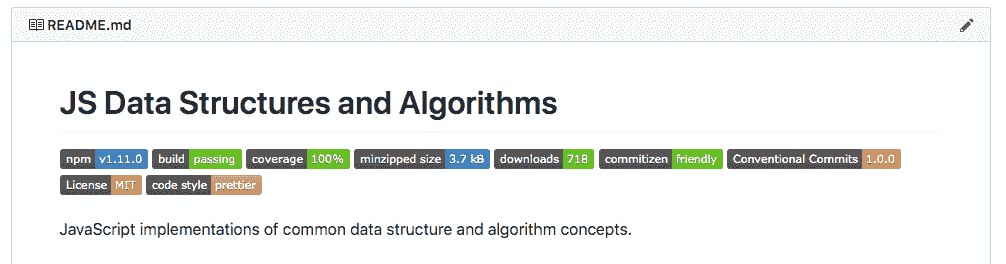 README.md
JS Data Structures and Algorithms
npm v1.11.0 build passing coverage 100% minzipped size 3.7 kB downloads 718 commitizen friendly Conventional Commits 1.0.0
License MIT code style prettier
JavaScript implementations of common data structure and algorithm concepts.